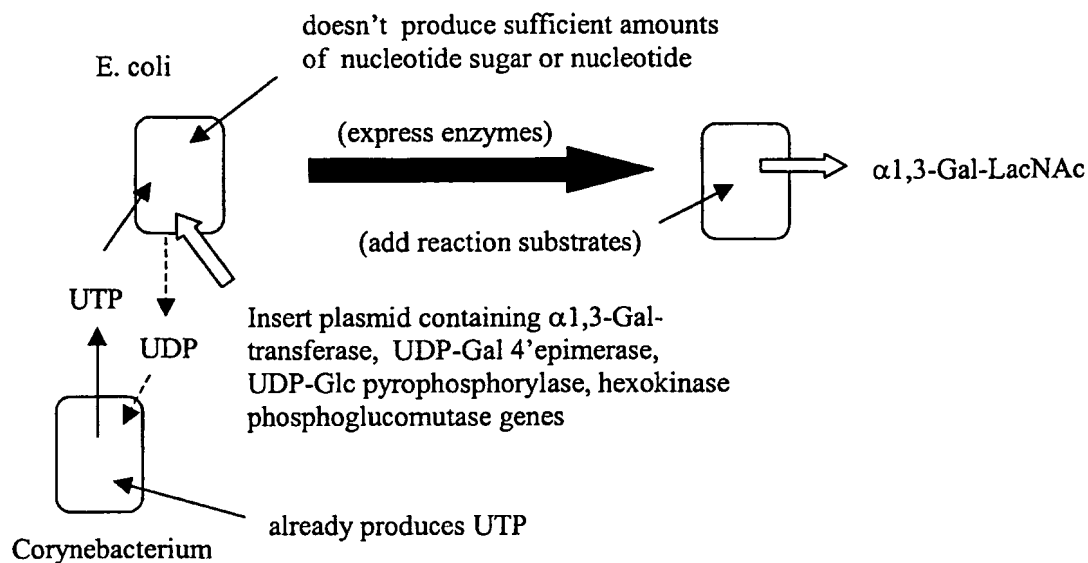 doesn't produce sufficient amounts
of nucleotide sugar or nucleotide
E. coli
(express enzymes)
α1,3-Gal-LacNAc
(add reaction substrates)
UTP
UDP
Insert plasmid containing α1,3-Gal-
transferase, UDP-Gal 4'epimerase,
UDP-Glc pyrophosphorylase, hexokinase
phosphoglucomutase genes
already produces UTP
Corynebacterium